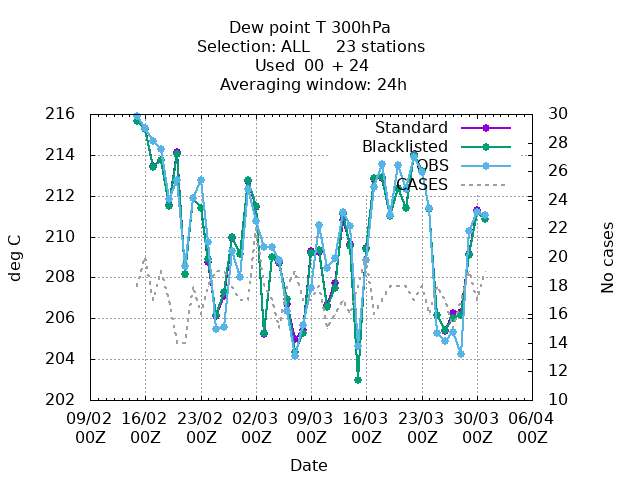 Dew point T 300hPa
Selection: ALL 23 stations
Used 00 + 24
Averaging window: 24h
216
214
212
210
208
206
204
202
deg C
30
28
26
24
22
20
18
16
14
12
10
No cases
Standard
Blacklisted
OBS
CASES
09/02 16/02 23/02 02/03 09/03 16/03 23/03 30/03 06/04
00Z 00Z 00Z 00Z 00Z 00Z 00Z 00Z 00Z
Date